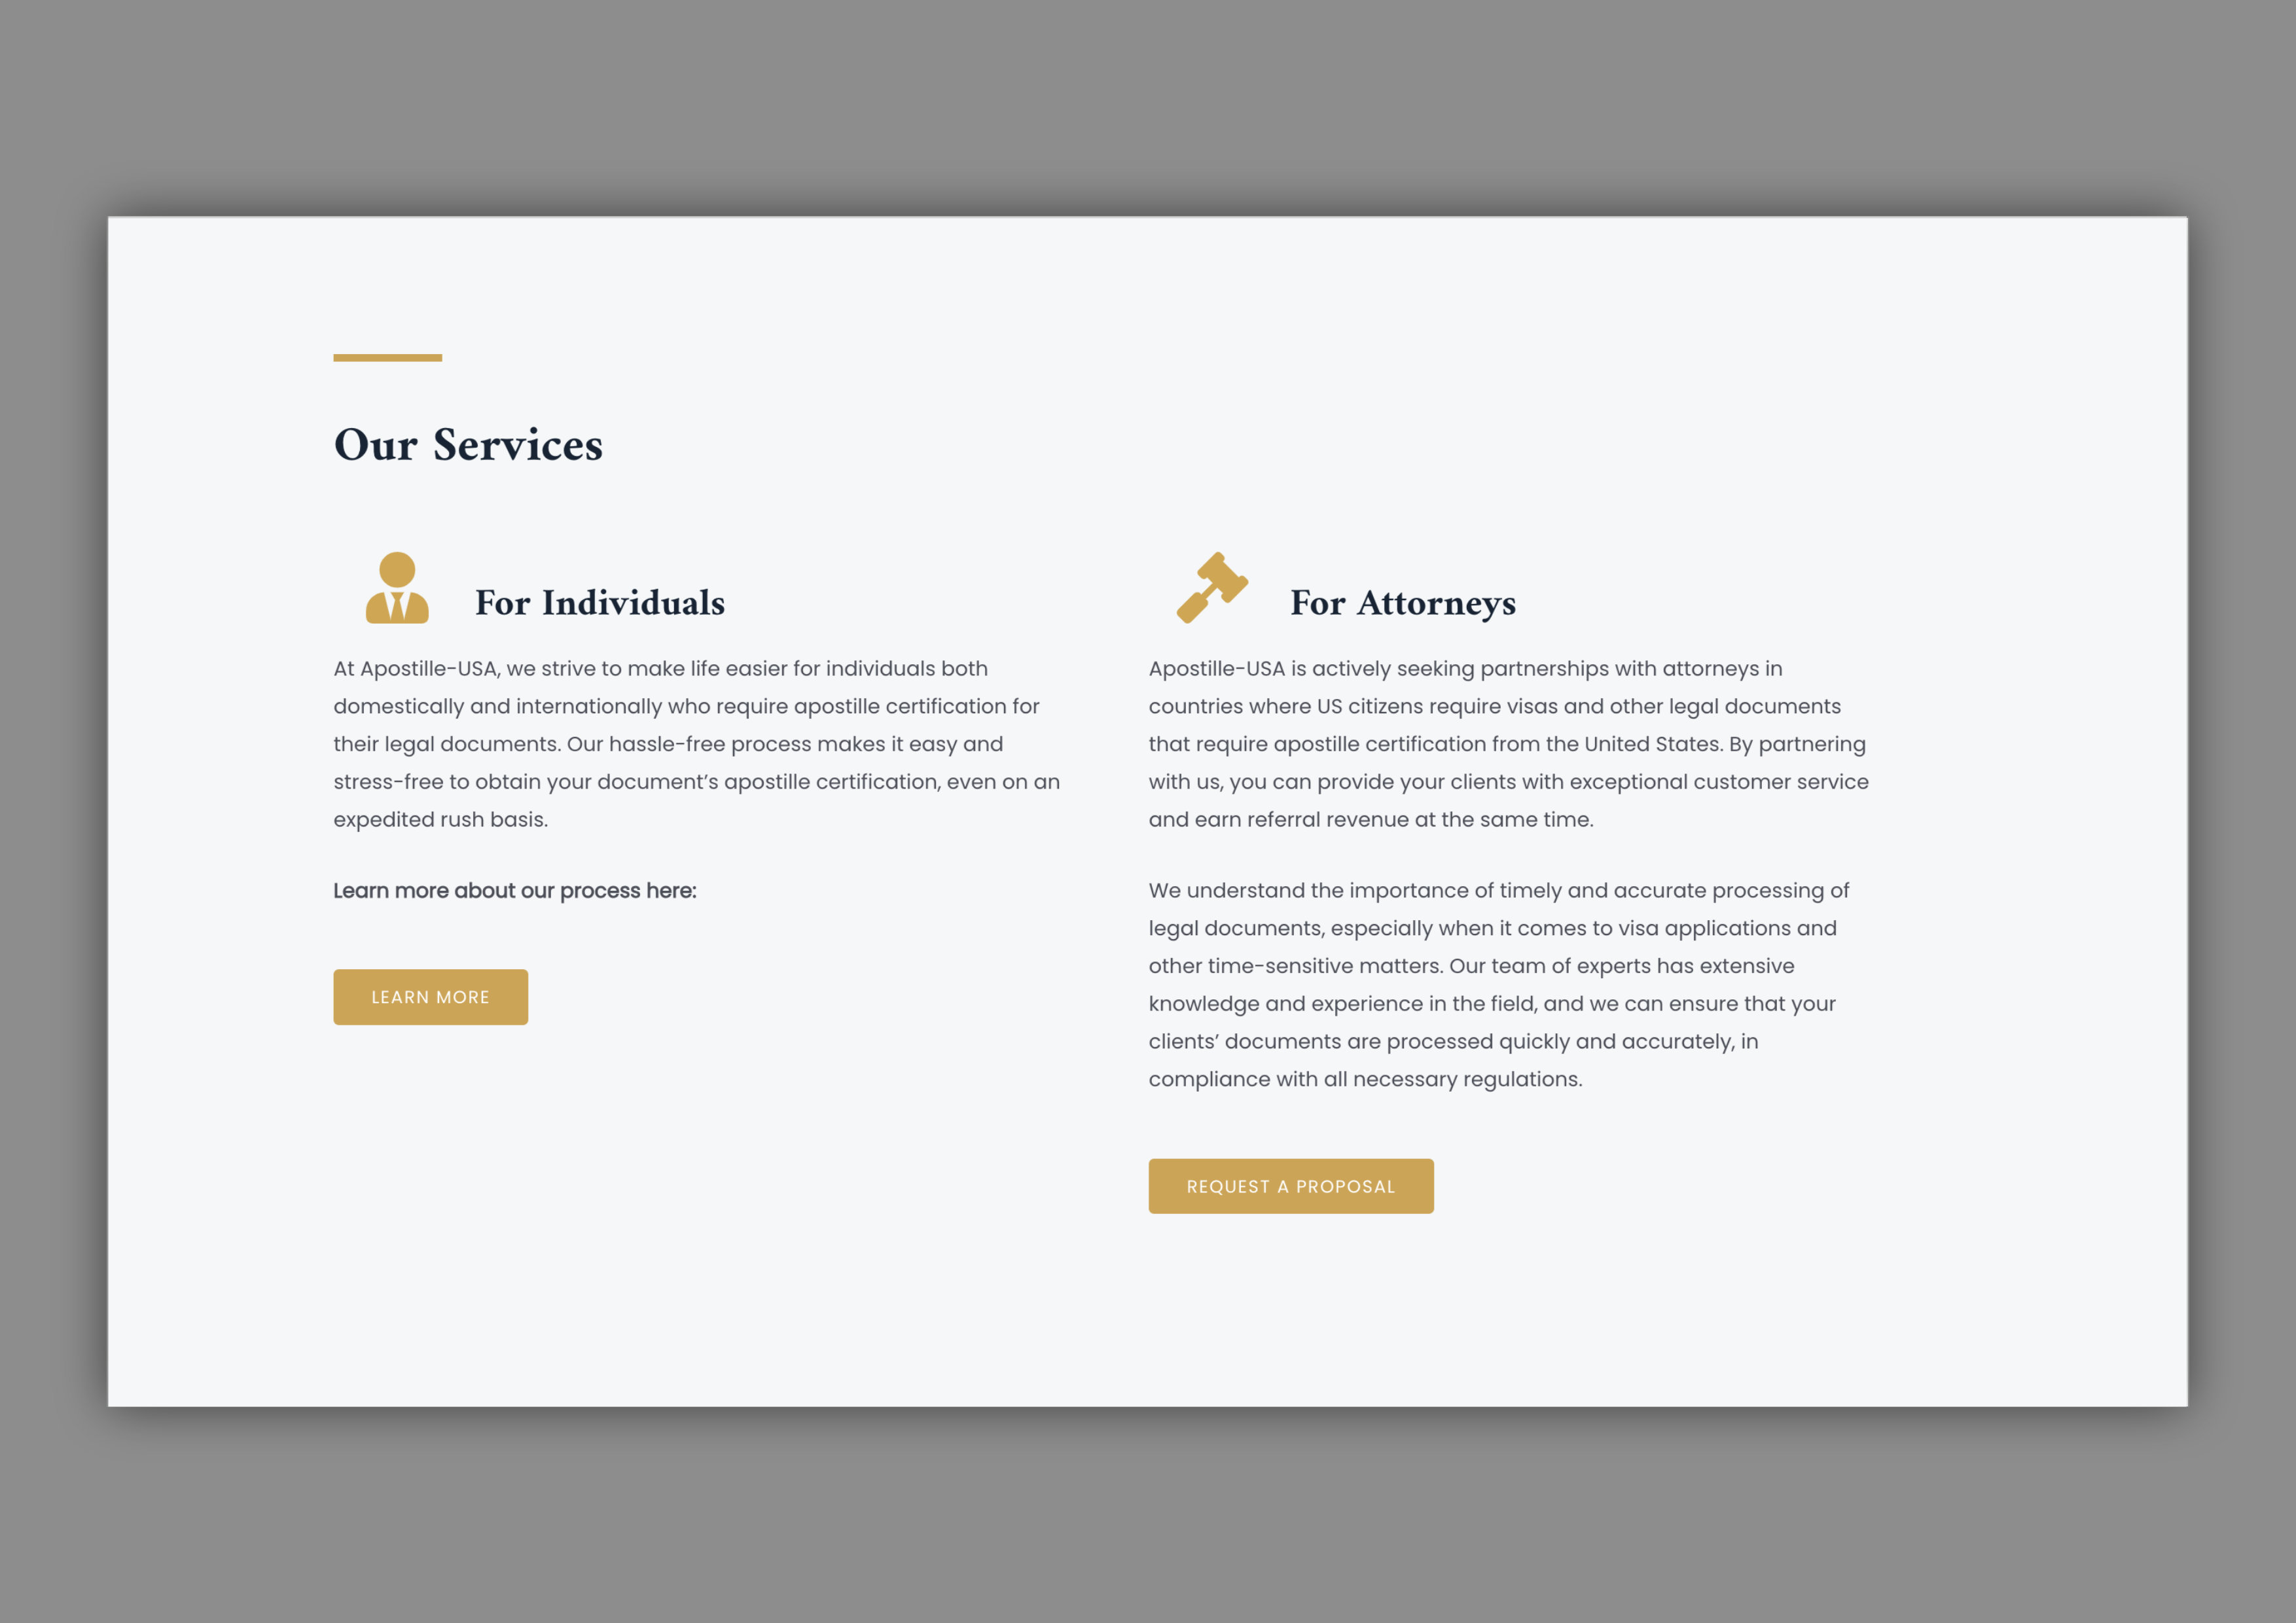 Our Services
For Individuals
At Apostille-USA, we strive to make life easier for individuals both
domestically and internationally who require apostille certification for
their legal documents. Our hassle-free process makes it easy and
stress-free to obtain your document’s apostille certification, even on an
expedited rush basis.
Learn more about our process here:
LEARN MORE
For Attorneys
Apostille-USA is actively seeking partnerships with attorneys in
countries where US citizens require visas and other legal documents
that require apostille certification from the United States. By partnering
with us, you can provide your clients with exceptional customer service
and earn referral revenue at the same time.
We understand the importance of timely and accurate processing of
legal documents, especially when it comes to visa applications and
other time-sensitive matters. Our team of experts has extensive
knowledge and experience in the field, and we can ensure that your
clients’ documents are processed quickly and accurately, in
compliance with all necessary regulations.
REQUEST A PROPOSAL